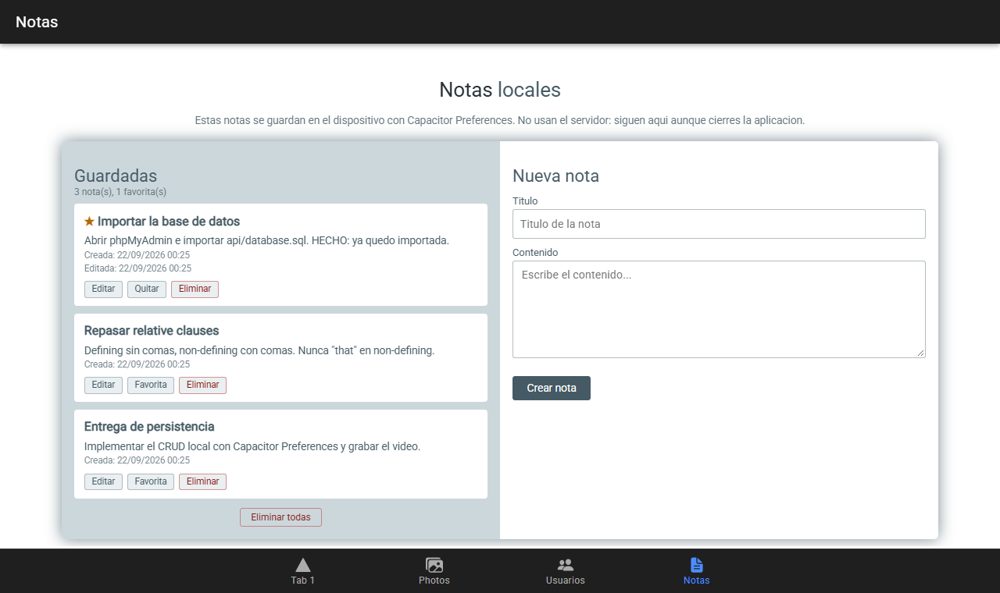 Notas
Notas locales
Estas notas se guardan en el dispositivo con Capacitor Preferences. No usan el servidor: siguen aqui aunque cierres la aplicacion.
Guardadas
3 nota(s), 1 favorita(s)
★ Importar la base de datos
Abrir phpMyAdmin e importar api/database.sql. HECHO: ya quedo importada.
Creada: 22/09/2026 00:25
Editada: 22/09/2026 00:25
Editar Quitar Eliminar
Repasar relative clauses
Defining sin comas, non-defining con comas. Nunca "that" en non-defining.
Creada: 22/09/2026 00:25
Editar Favorita Eliminar
Entrega de persistencia
Implementar el CRUD local con Capacitor Preferences y grabar el video.
Creada: 22/09/2026 00:25
Editar Favorita Eliminar
Eliminar todas
Nueva nota
Titulo
Titulo de la nota
Contenido
Escribe el contenido...
Crear nota
Tab 1 Photos Usuarios Notas